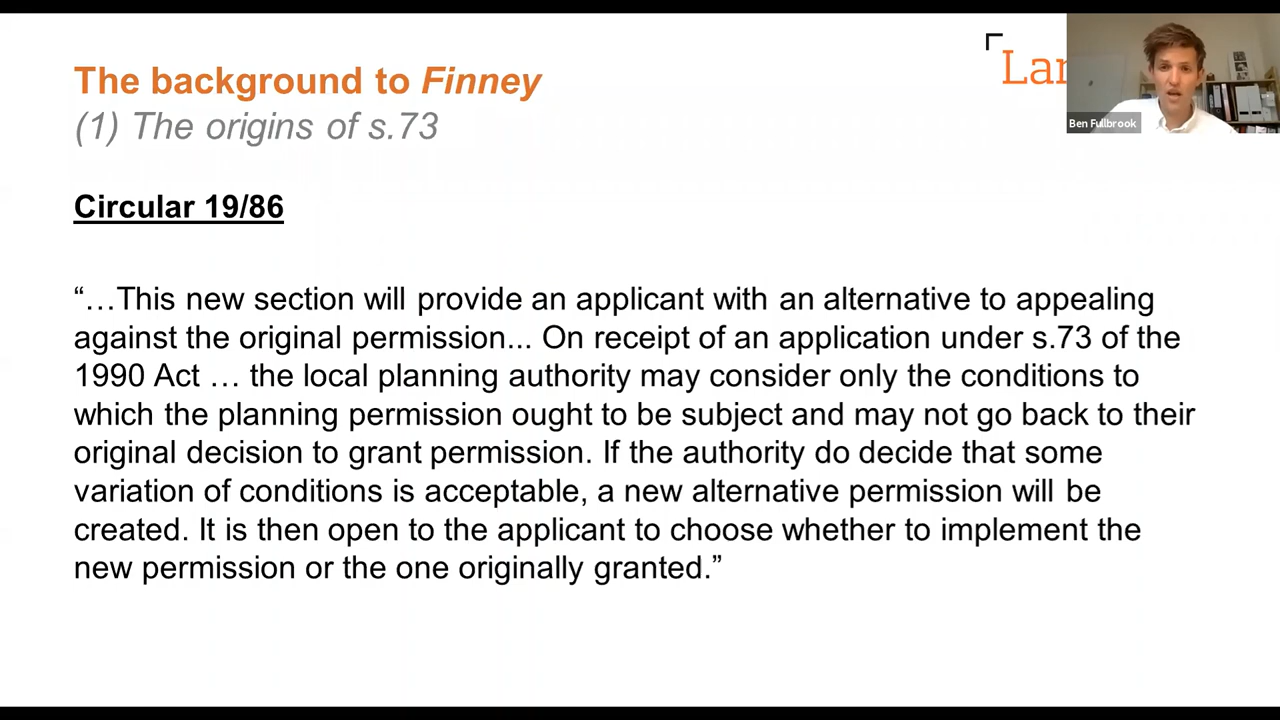 The background to Finney
(1) The origins of s.73
Lan
Ben Fullbrook
Circular 19/86
“…This new section will provide an applicant with an alternative to appealing
against the original permission... On receipt of an application under s.73 of the
1990 Act … the local planning authority may consider only the conditions to
which the planning permission ought to be subject and may not go back to their
original decision to grant permission. If the authority do decide that some
variation of conditions is acceptable, a new alternative permission will be
created. It is then open to the applicant to choose whether to implement the
new permission or the one originally granted.”